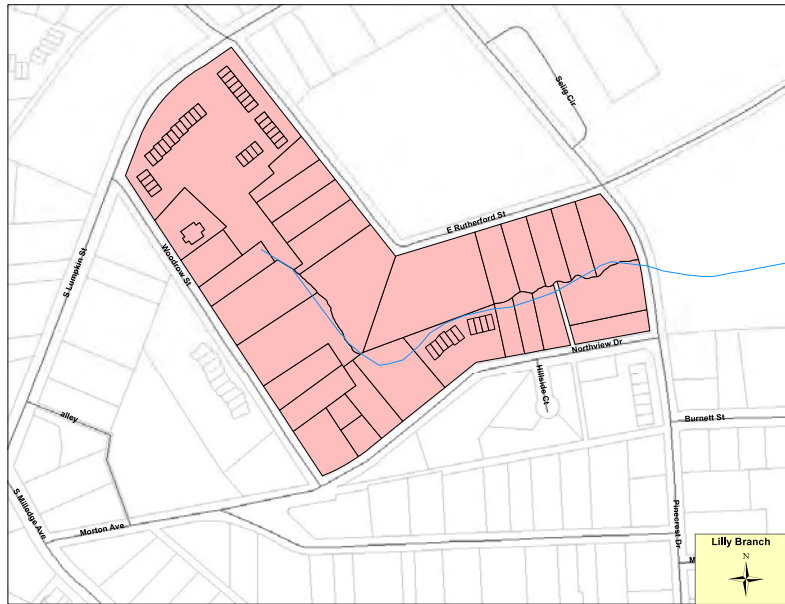 Selig Cir
E Rutherford St
S Lumpkin St
Woodrow St
Northview Dr
Hillside Ct
alley
Burnett St
S Milledge Ave
Morton Ave
Pinecrest Dr
Lilly Branch
N
M